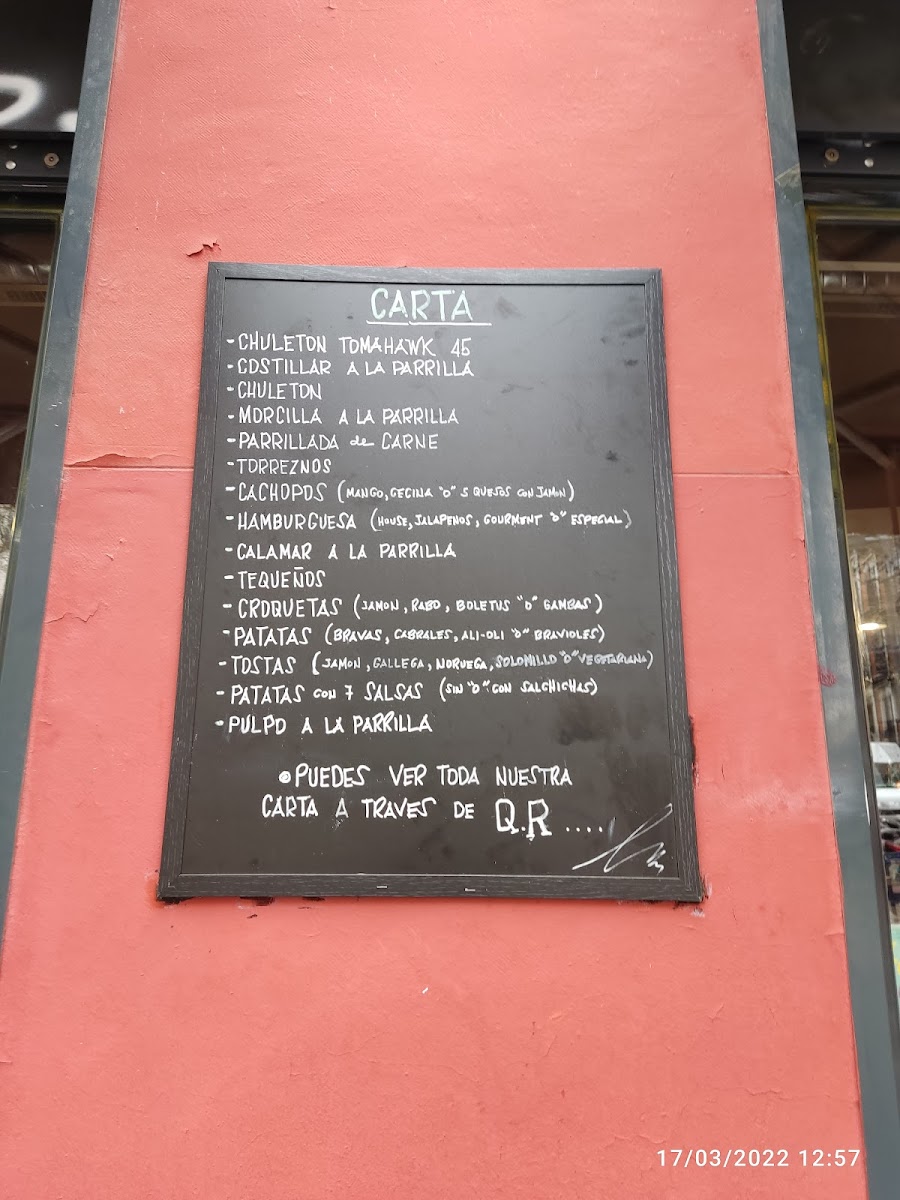 CARTA
-CHULETON TOMAHAWK 45
-COSTILLAR A LA PARRILLA
-CHULETON
-MORCILLA A LA PARRILLA
-PARRILLADA de CARNE
-TORREZNOS
-CACHOPOS (MANGO, CECINA "O" 5 QUESOS CON JAMON)
-HAMBURGUESA (HOUSE, JALAPENOS, GOURMENT "O" ESPECIAL)
-CALAMAR A LA PARRILLA
-TEQUEÑOS
-CROQUETAS (JAMON, RABO, BOLETUS "O" GAMBAS)
-PATATAS (BRAVAS, CABRALES, ALI-OLI "O" BRAVIOLES)
-TOSTAS (JAMON, GALLEGA, NORUEGA, SOLOMILLO "O" VEGETARIANA)
-PATATAS CON 7 SALSAS (SIN "O" CON SALCHICHAS)
-PULPO A LA PARRILLA
•PUEDES VER TODA NUESTRA
CARTA A TRAVES DE Q.R ....
17/03/2022 12:57